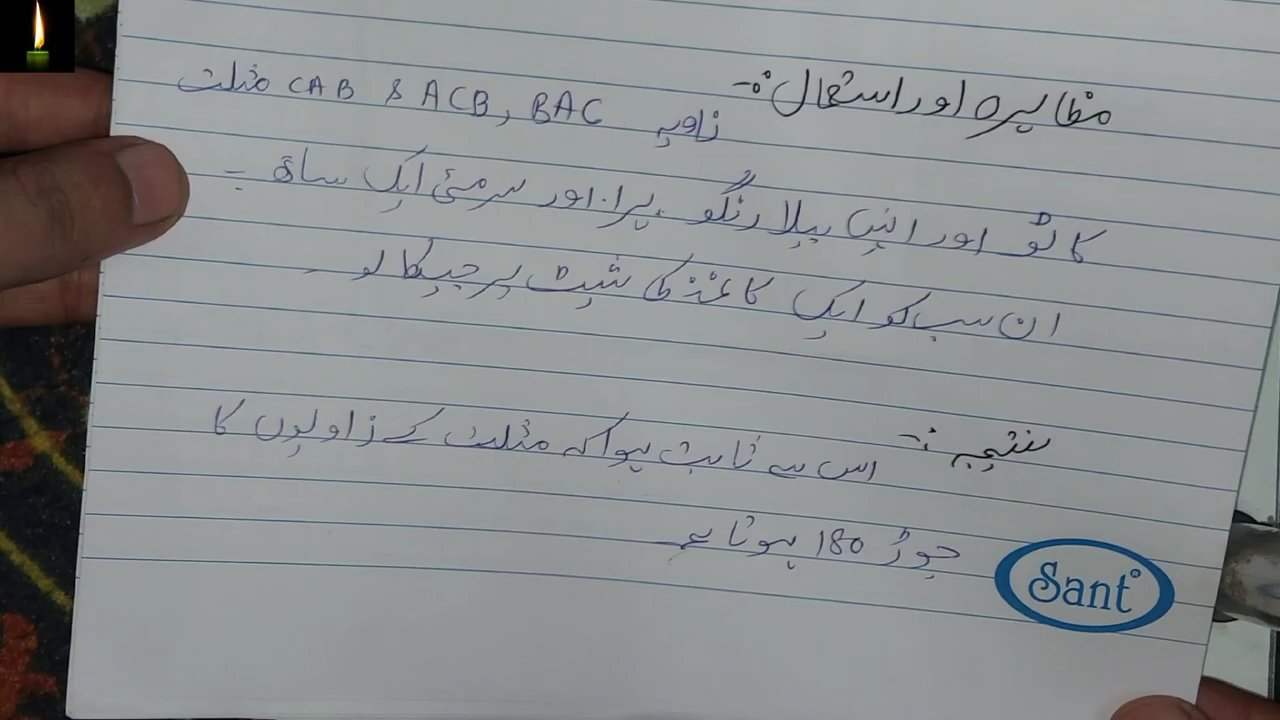 مظاہرہ اور استعمال :-
زاویہ BAC , ACB & CAB مثلث
کاٹو اور انہیں پیلا رنگو ، ہرا اور سرمئی ایک ساتھ -
ان سب کو ایک کاغذ کی شیٹ پر چپکا لو
نتیجہ :- اس سے ثابت ہوا کہ مثلث کے زاویوں کا
جوڑ 180 ہوتا ہے
Sant